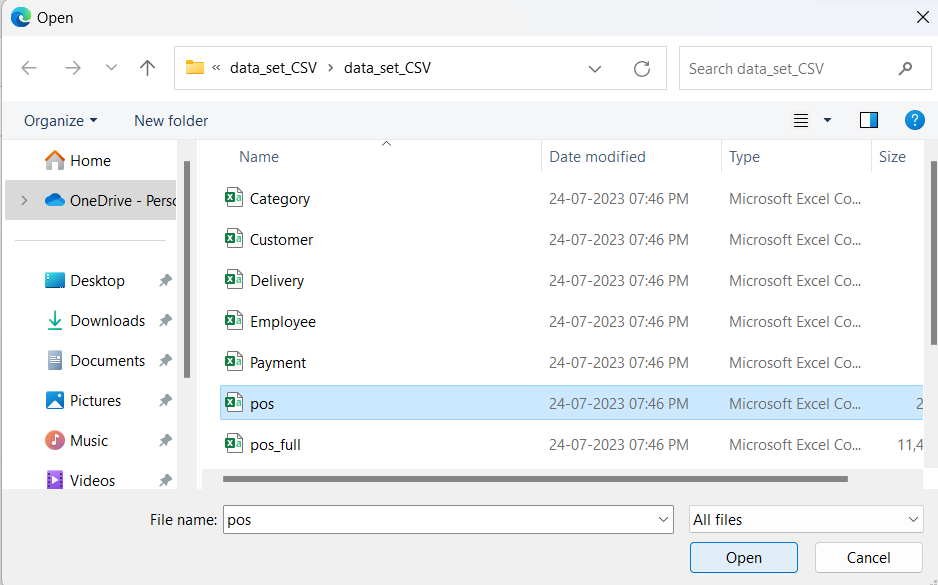 Open
« data_set_CSV › data_set_CSV
Search data_set_CSV
Organize New folder
?
Name Date modified Type Size
Home
OneDrive - Perso
Desktop
Downloads
Documents
Pictures
Music
Videos
Category 24-07-2023 07:46 PM Microsoft Excel Co...
Customer 24-07-2023 07:46 PM Microsoft Excel Co...
Delivery 24-07-2023 07:46 PM Microsoft Excel Co...
Employee 24-07-2023 07:46 PM Microsoft Excel Co...
Payment 24-07-2023 07:46 PM Microsoft Excel Co...
pos 24-07-2023 07:46 PM Microsoft Excel Co... 2
pos_full 24-07-2023 07:46 PM Microsoft Excel Co... 11,4
File name: pos All files
Open Cancel